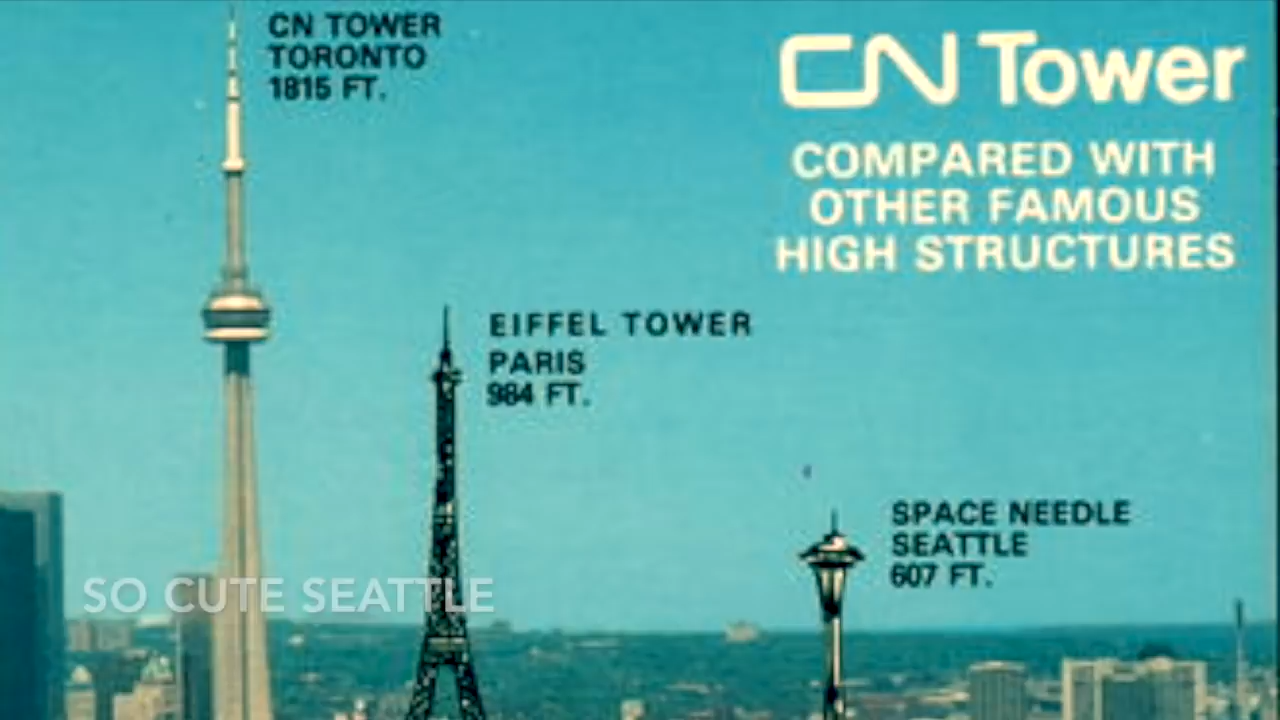 CN TOWER
TORONTO
1815 FT.
CN Tower
COMPARED WITH
OTHER FAMOUS
HIGH STRUCTURES
EIFFEL TOWER
PARIS
984 FT.
SPACE NEEDLE
SEATTLE
607 FT.
SO CUTE SEATTLE